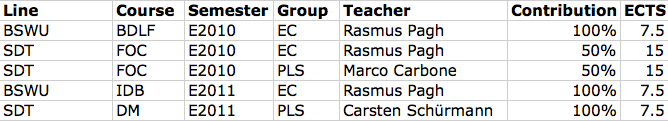 Line Course Semester Group Teacher Contribution ECTS
BSWU BDLF E2010 EC Rasmus Pagh 100% 7.5
SDT FOC E2010 EC Rasmus Pagh 50% 15
SDT FOC E2010 PLS Marco Carbone 50% 15
BSWU IDB E2011 EC Rasmus Pagh 100% 7.5
SDT DM E2011 PLS Carsten Schürmann 100% 7.5